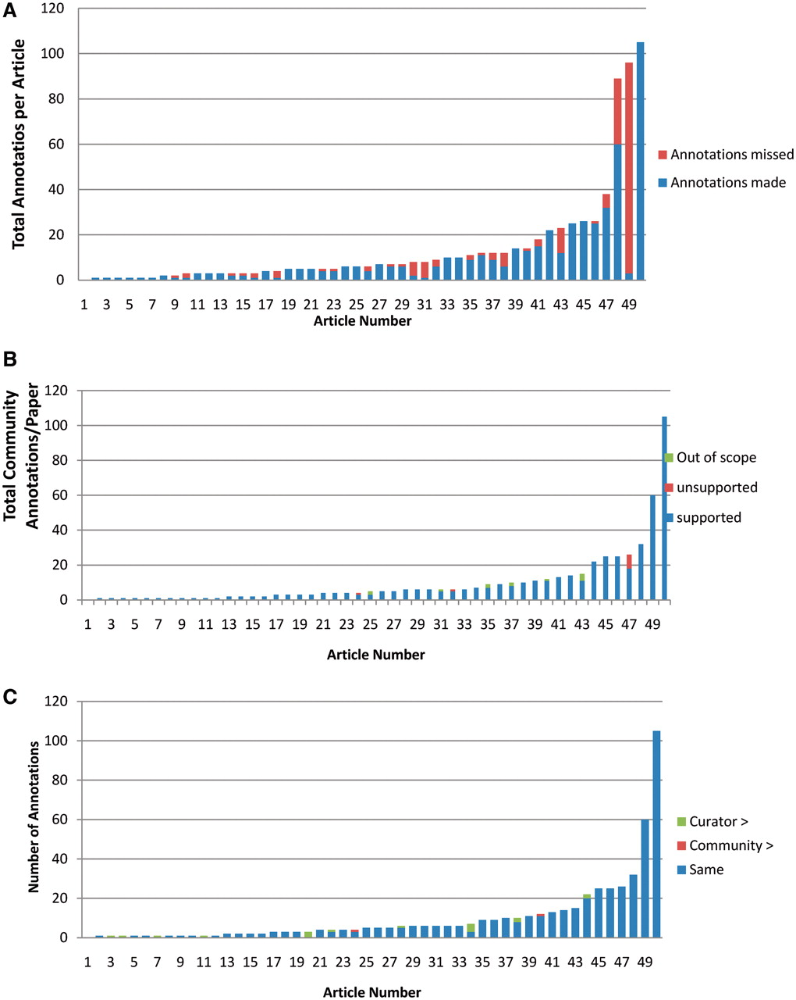 A
Total Annotatios per Article
120
100
80
60
40
20
0
1 3 5 7 9 11 13 15 17 19 21 23 25 27 29 31 33 35 37 39 41 43 45 47 49
Article Number
Annotations missed
Annotations made
B
Total Community
Annotations/Paper
120
100
80
60
40
20
0
1 3 5 7 9 11 13 15 17 19 21 23 25 27 29 31 33 35 37 39 41 43 45 47 49
Article Number
Out of scope
unsupported
supported
C
Number of Annotations
120
100
80
60
40
20
0
1 3 5 7 9 11 13 15 17 19 21 23 25 27 29 31 33 35 37 39 41 43 45 47 49
Article Number
Curator >
Community >
Same